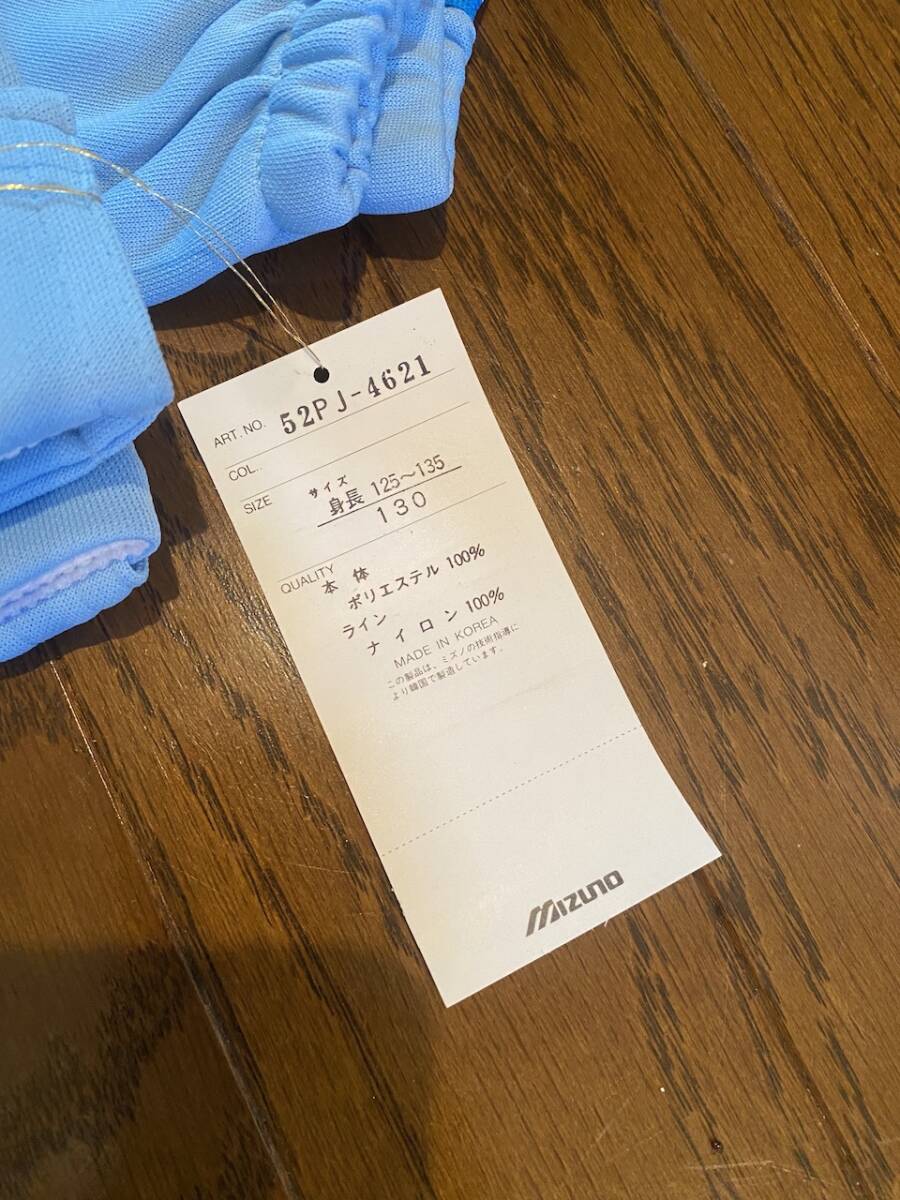 ART. NO. 52PJ-4621
COL..
SIZE サイズ
身長 125〜135
130
QUALITY
本体
ポリエステル 100%
ライン
ナイロン 100%
MADE IN KOREA
この製品は、ミズノの技術指導に
より韓国で製造しています。
MIZUNO